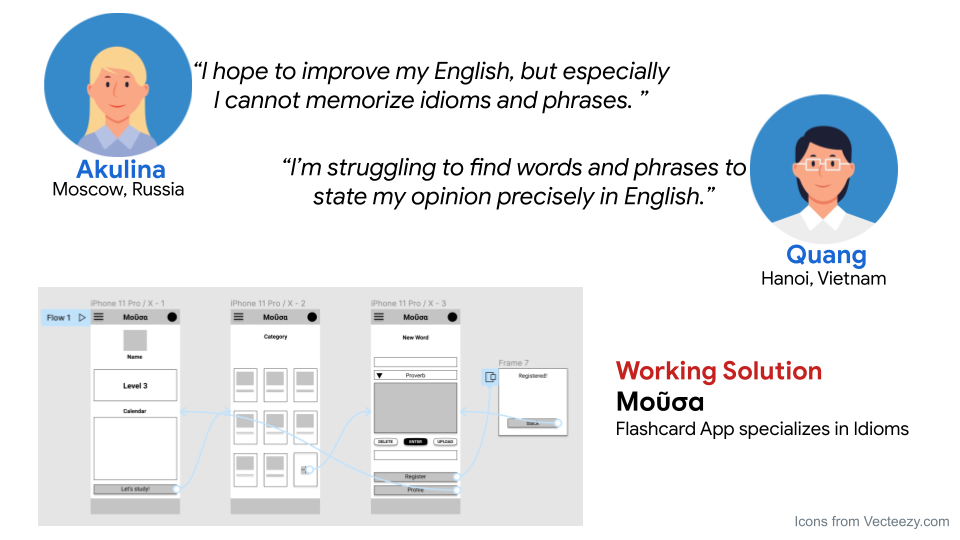 “I hope to improve my English, but especially
I cannot memorize idioms and phrases. ”
Akulina
Moscow, Russia
“I’m struggling to find words and phrases to
state my opinion precisely in English.”
Quang
Hanoi, Vietnam
Flow 1
iPhone 11 Pro / X - 1
Μοῦσα
Name
Level 3
Calendar
Let's study!
iPhone 11 Pro / X - 2
Μοῦσα
Category
iPhone 11 Pro / X - 3
Μοῦσα
New Word
Proverb
DELETE
ENTER
UPLOAD
Register
Frame 7
Registered!
Working Solution
Μοῦσα
Flashcard App specializes in Idioms
Icons from Vecteezy.com